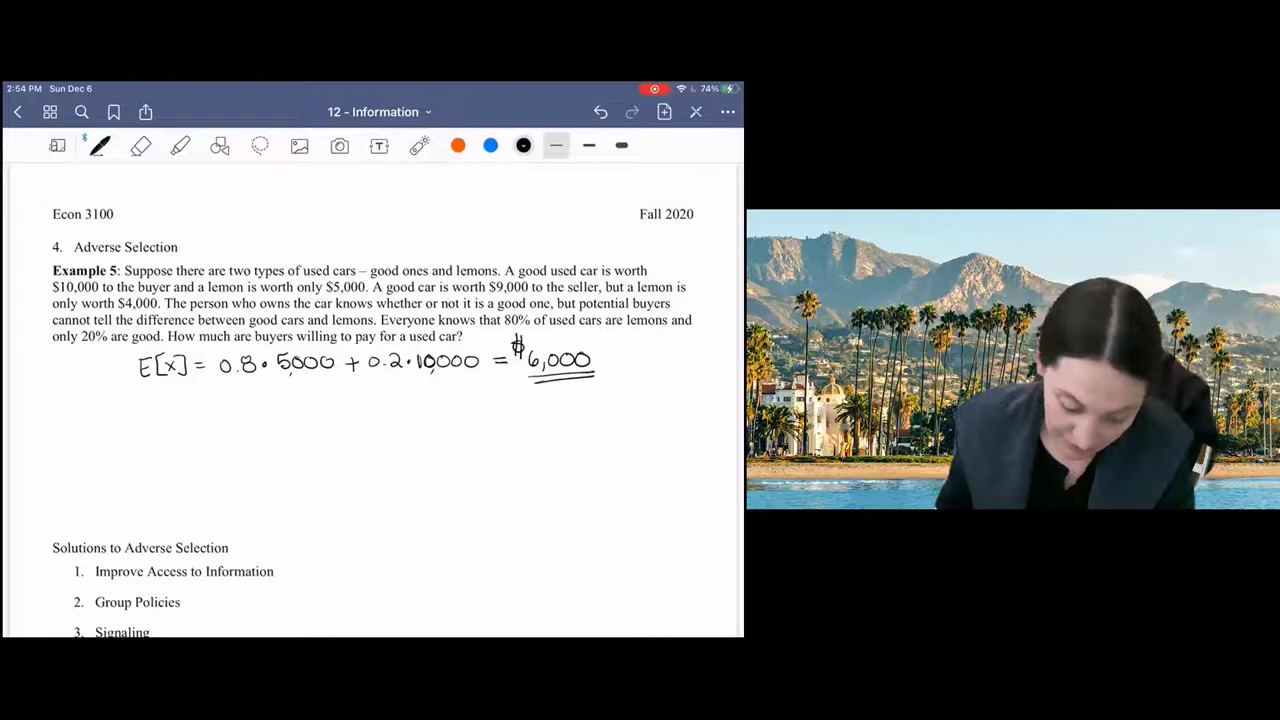 2:54 PM Sun Dec 6
74%
12 - Information
T
Econ 3100
Fall 2020
4. Adverse Selection
Example 5: Suppose there are two types of used cars – good ones and lemons. A good used car is worth
$10,000 to the buyer and a lemon is worth only $5,000. A good car is worth $9,000 to the seller, but a lemon is
only worth $4,000. The person who owns the car knows whether or not it is a good one, but potential buyers
cannot tell the difference between good cars and lemons. Everyone knows that 80% of used cars are lemons and
only 20% are good. How much are buyers willing to pay for a used car?
E[x] = 0.8 • 5,000 + 0.2 • 10,000 = $6,000
Solutions to Adverse Selection
1. Improve Access to Information
2. Group Policies
3. Signaling